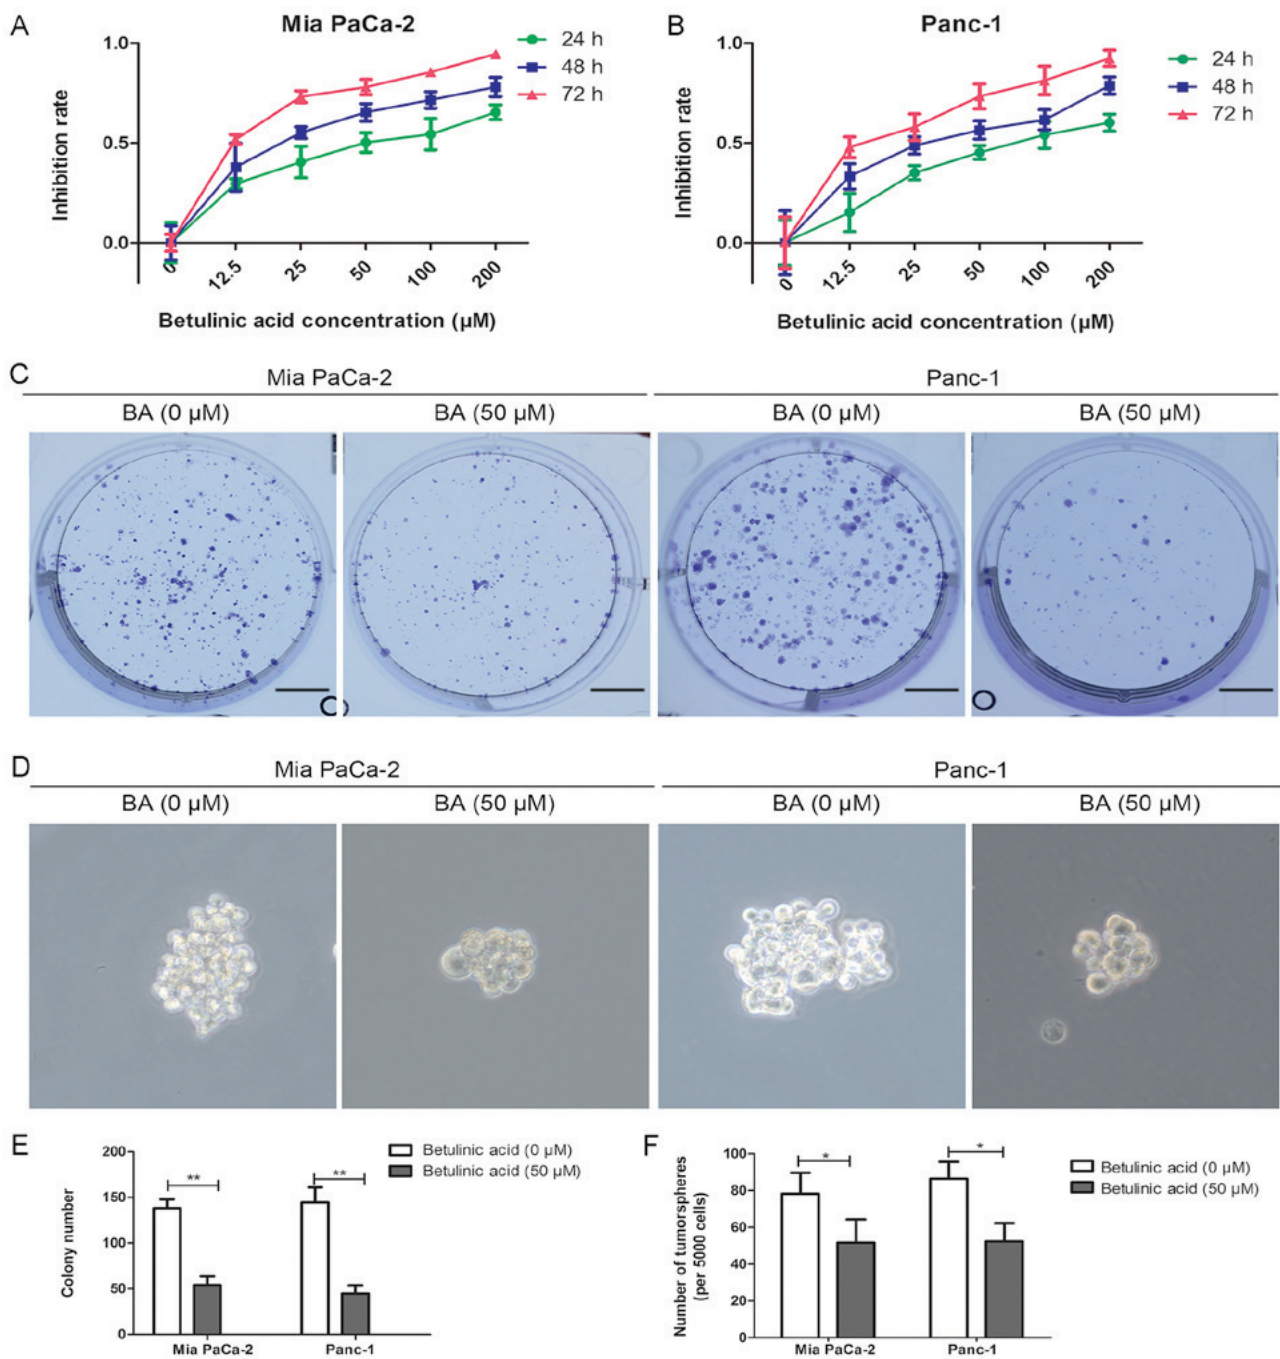 A
Mia PaCa-2
24 h
48 h
72 h
1.0
0.5
0.0
Inhibition rate
0
12.5
25
50
100
200
Betulinic acid concentration (µM)
B
Panc-1
24 h
48 h
72 h
1.0
0.5
0.0
Inhibition rate
0
12.5
25
50
100
200
Betulinic acid concentration (µM)
C
Mia PaCa-2
Panc-1
BA (0 µM)
BA (50 µM)
BA (0 µM)
BA (50 µM)
D
Mia PaCa-2
Panc-1
BA (0 µM)
BA (50 µM)
BA (0 µM)
BA (50 µM)
E
Betulinic acid (0 µM)
Betulinic acid (50 µM)
200
150
100
50
0
Colony number
**
**
Mia PaCa-2
Panc-1
F
Betulinic acid (0 µM)
Betulinic acid (50 µM)
100
80
60
40
20
0
Number of tumorspheres
(per 5000 cells)
*
*
Mia PaCa-2
Panc-1